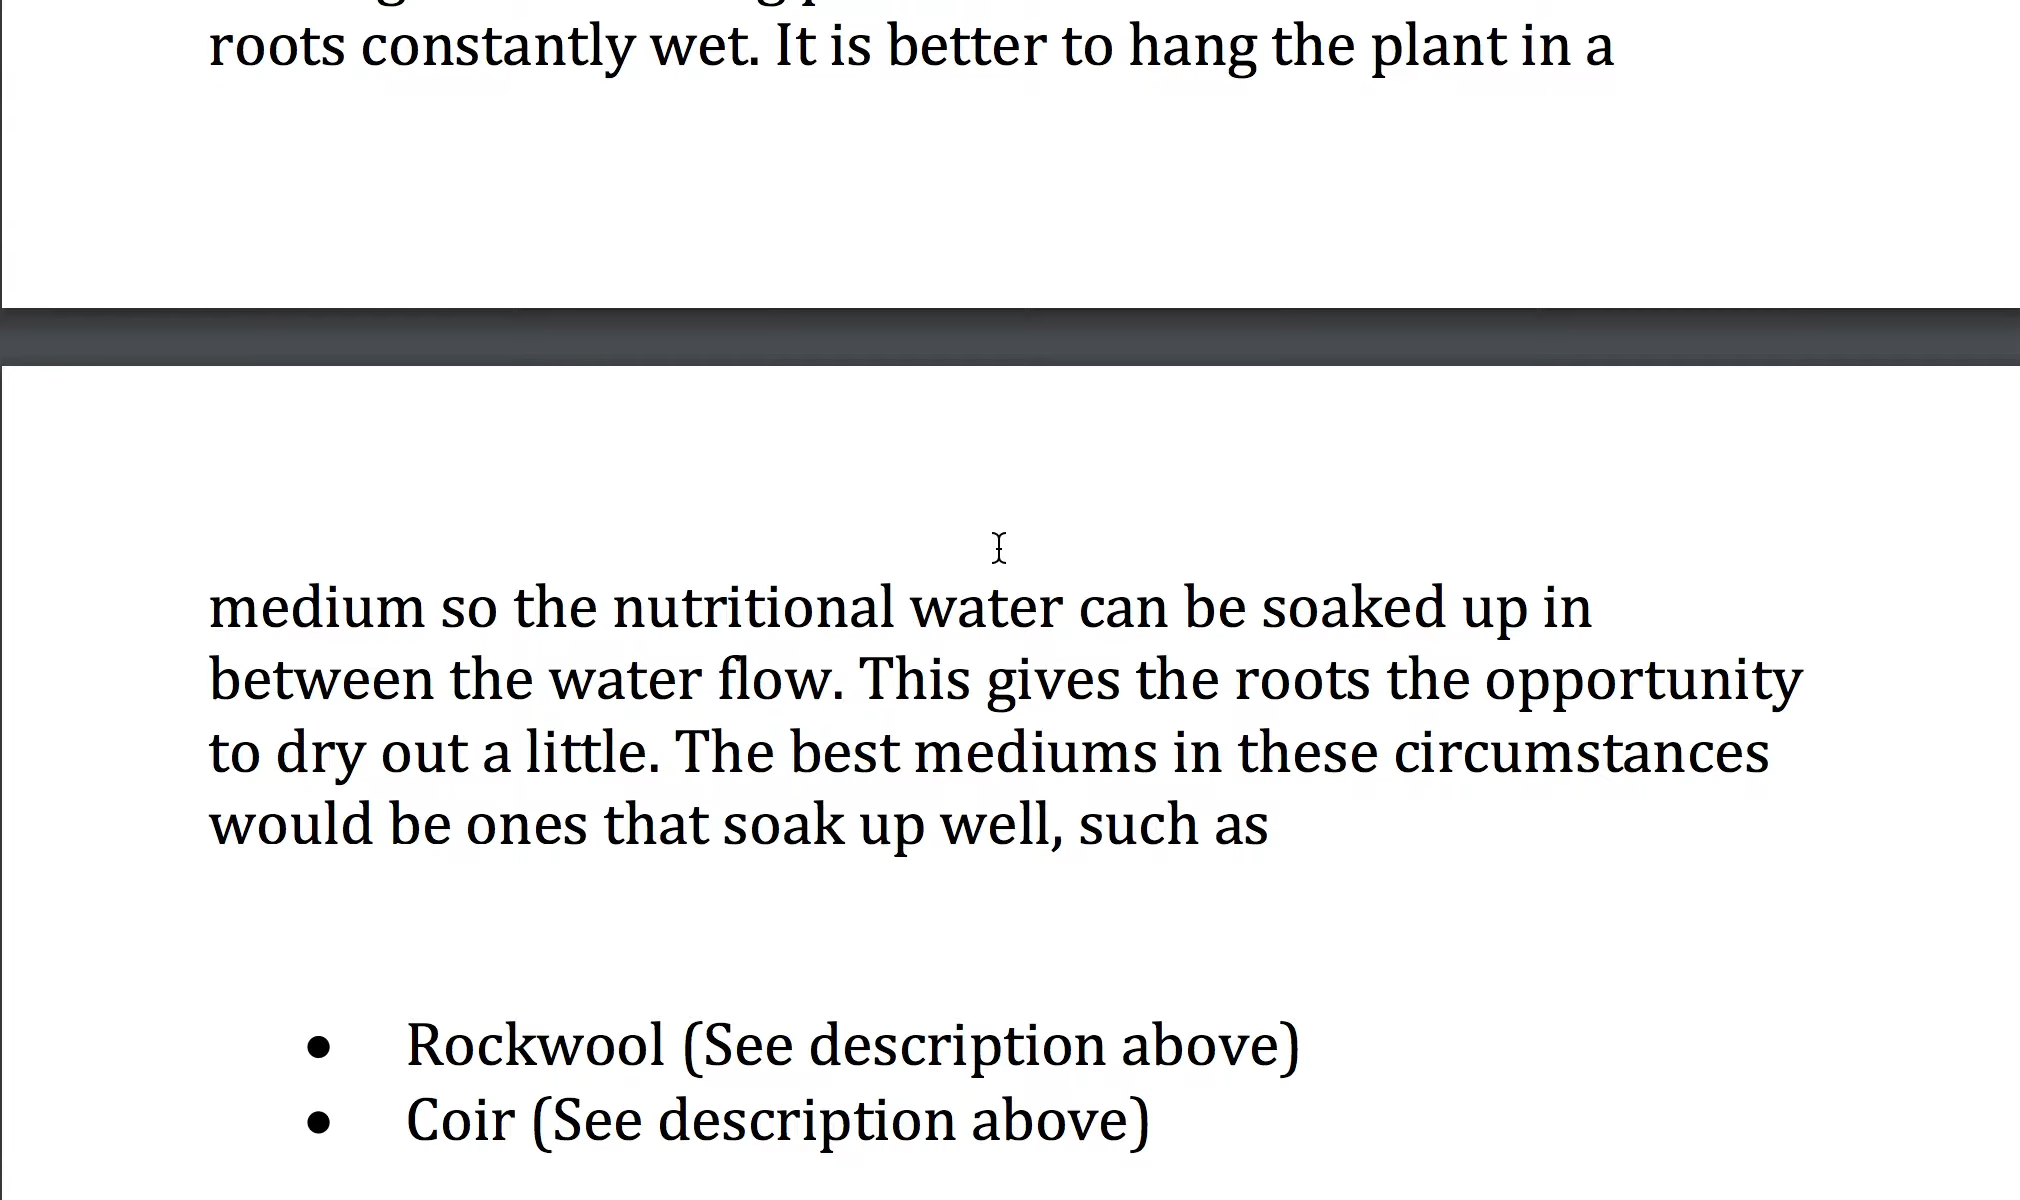 roots constantly wet. It is better to hang the plant in a
medium so the nutritional water can be soaked up in
between the water flow. This gives the roots the opportunity
to dry out a little. The best mediums in these circumstances
would be ones that soak up well, such as
• Rockwool (See description above)
• Coir (See description above)